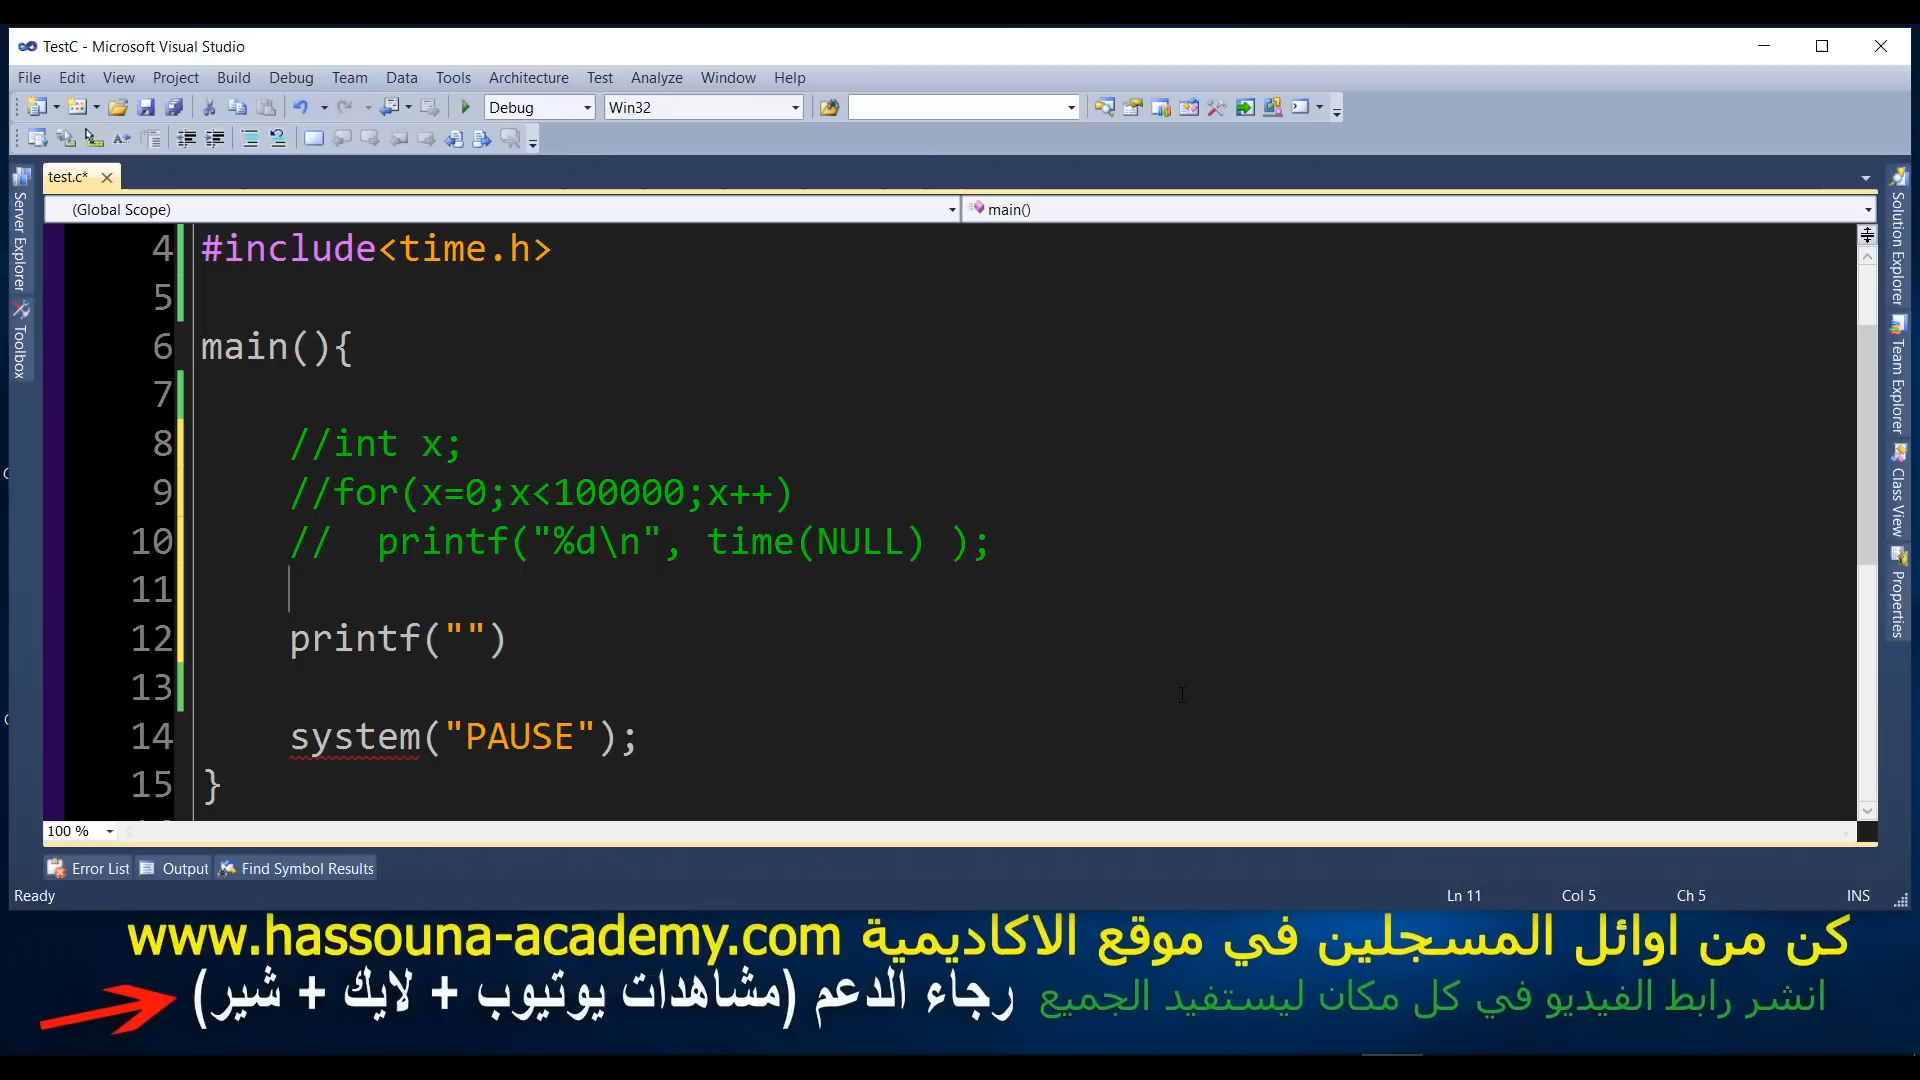 TestC - Microsoft Visual Studio
File Edit View Project Build Debug Team Data Tools Architecture Test Analyze Window Help
Debug Win32
test.c*
(Global Scope) main()
Server Explorer
Toolbox
Solution Explorer
Team Explorer
Class View
Properties
4 #include<time.h>
5
6 main(){
7
8 //int x;
9 //for(x=0;x<100000;x++)
10 //  printf("%d\n", time(NULL) );
11
12 printf("")
13
14 system("PAUSE");
15 }
100 %
Error List Output Find Symbol Results
Ready Ln 11 Col 5 Ch 5 INS
كن من اوائل المسجلين في موقع الاكاديمية www.hassouna-academy.com
انشر رابط الفيديو في كل مكان ليستفيد الجميع رجاء الدعم (مشاهدات يوتيوب + لايك + شير)